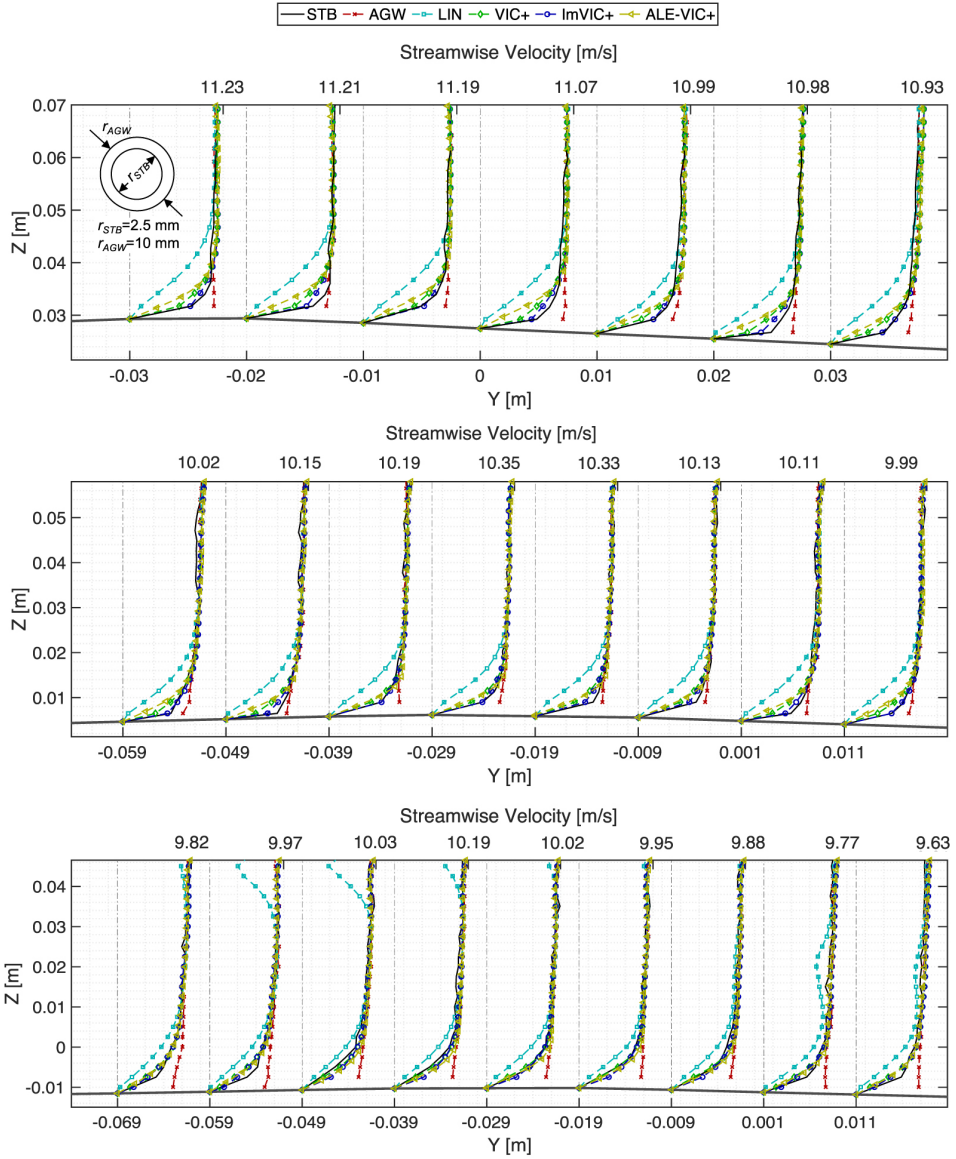 STB AGW LIN VIC+ ImVIC+ ALE-VIC+
Streamwise Velocity [m/s]
11.23 11.21 11.19 11.07 10.99 10.98 10.93
0.07
0.06
0.05
0.04
0.03
Z [m]
rAGW
rSTB
rSTB=2.5 mm
rAGW=10 mm
-0.03 -0.02 -0.01 0 0.01 0.02 0.03
Y [m]
Streamwise Velocity [m/s]
10.02 10.15 10.19 10.35 10.33 10.13 10.11 9.99
0.05
0.04
0.03
0.02
0.01
Z [m]
-0.059 -0.049 -0.039 -0.029 -0.019 -0.009 0.001 0.011
Y [m]
Streamwise Velocity [m/s]
9.82 9.97 10.03 10.19 10.02 9.95 9.88 9.77 9.63
0.04
0.03
0.02
0.01
0
-0.01
Z [m]
-0.069 -0.059 -0.049 -0.039 -0.029 -0.019 -0.009 0.001 0.011
Y [m]